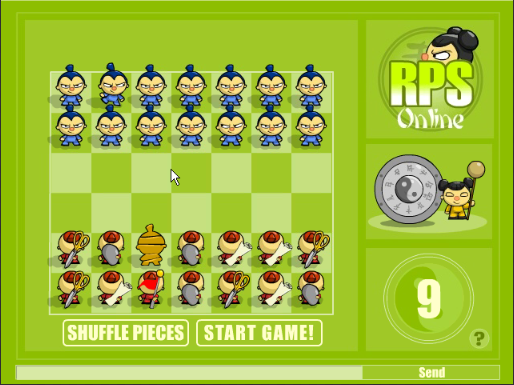 RPS
Online
9
SHUFFLE PIECES
START GAME!
?
Send